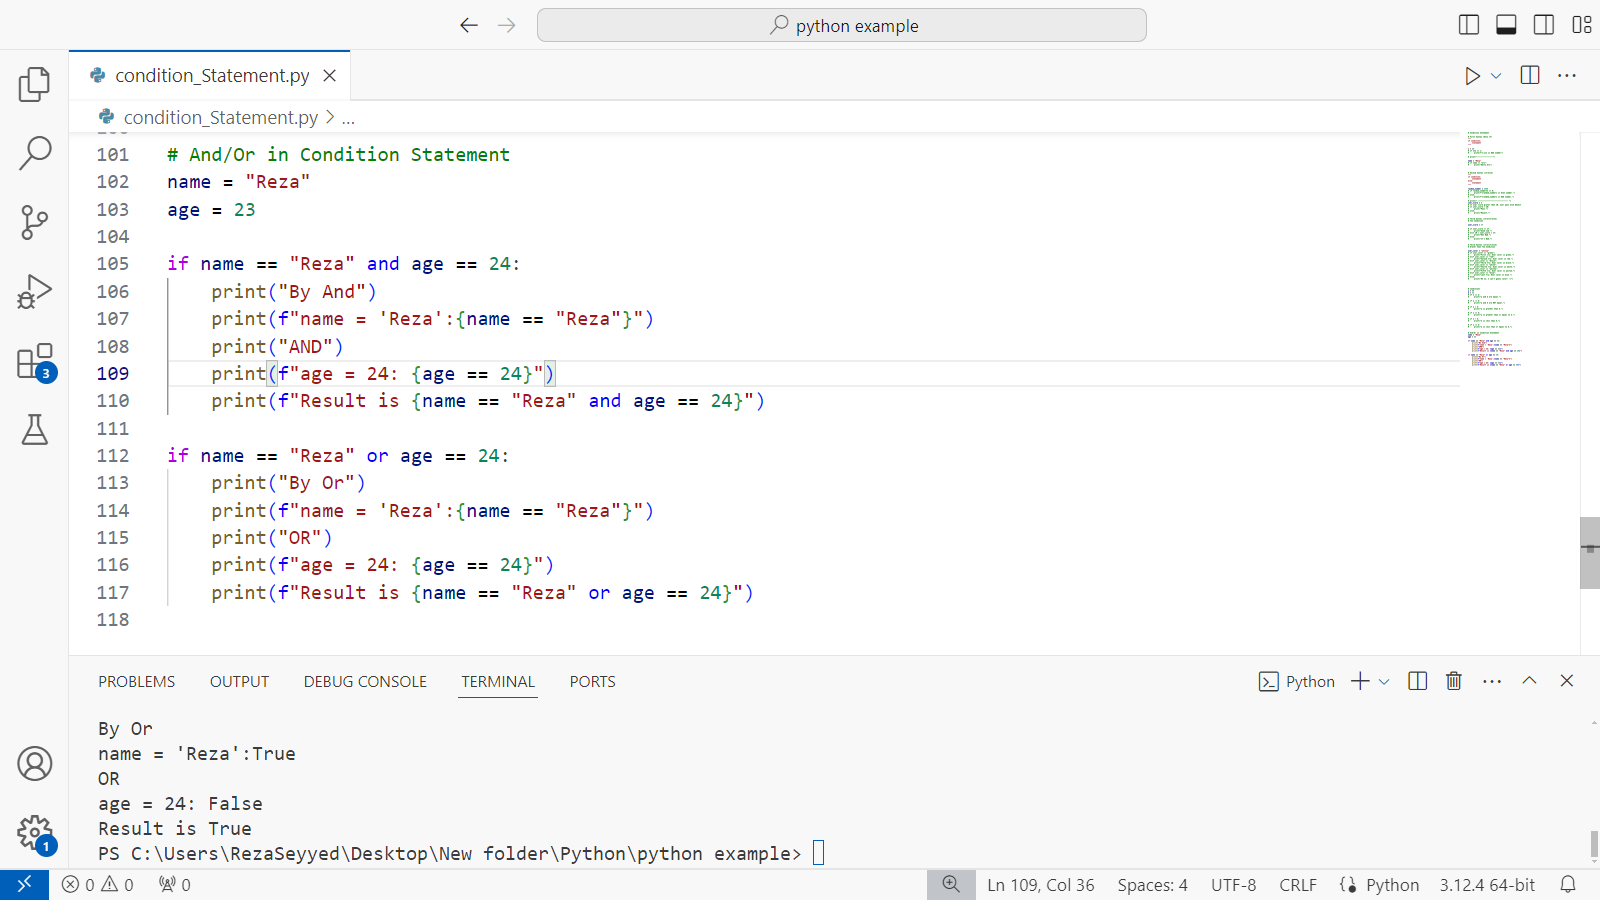 python example
condition_Statement.py
condition_Statement.py > ...
101 # And/Or in Condition Statement
102 name = "Reza"
103 age = 23
104
105 if name == "Reza" and age == 24:
106     print("By And")
107     print(f"name = 'Reza':{name == "Reza"}")
108     print("AND")
109     print(f"age = 24: {age == 24}")
110     print(f"Result is {name == "Reza" and age == 24}")
111
112 if name == "Reza" or age == 24:
113     print("By Or")
114     print(f"name = 'Reza':{name == "Reza"}")
115     print("OR")
116     print(f"age = 24: {age == 24}")
117     print(f"Result is {name == "Reza" or age == 24}")
118
3
PROBLEMS OUTPUT DEBUG CONSOLE TERMINAL PORTS Python
By Or
name = 'Reza':True
OR
age = 24: False
Result is True
PS C:\Users\RezaSeyyed\Desktop\New folder\Python\python example>
1
0 0 0 Ln 109, Col 36 Spaces: 4 UTF-8 CRLF Python 3.12.4 64-bit